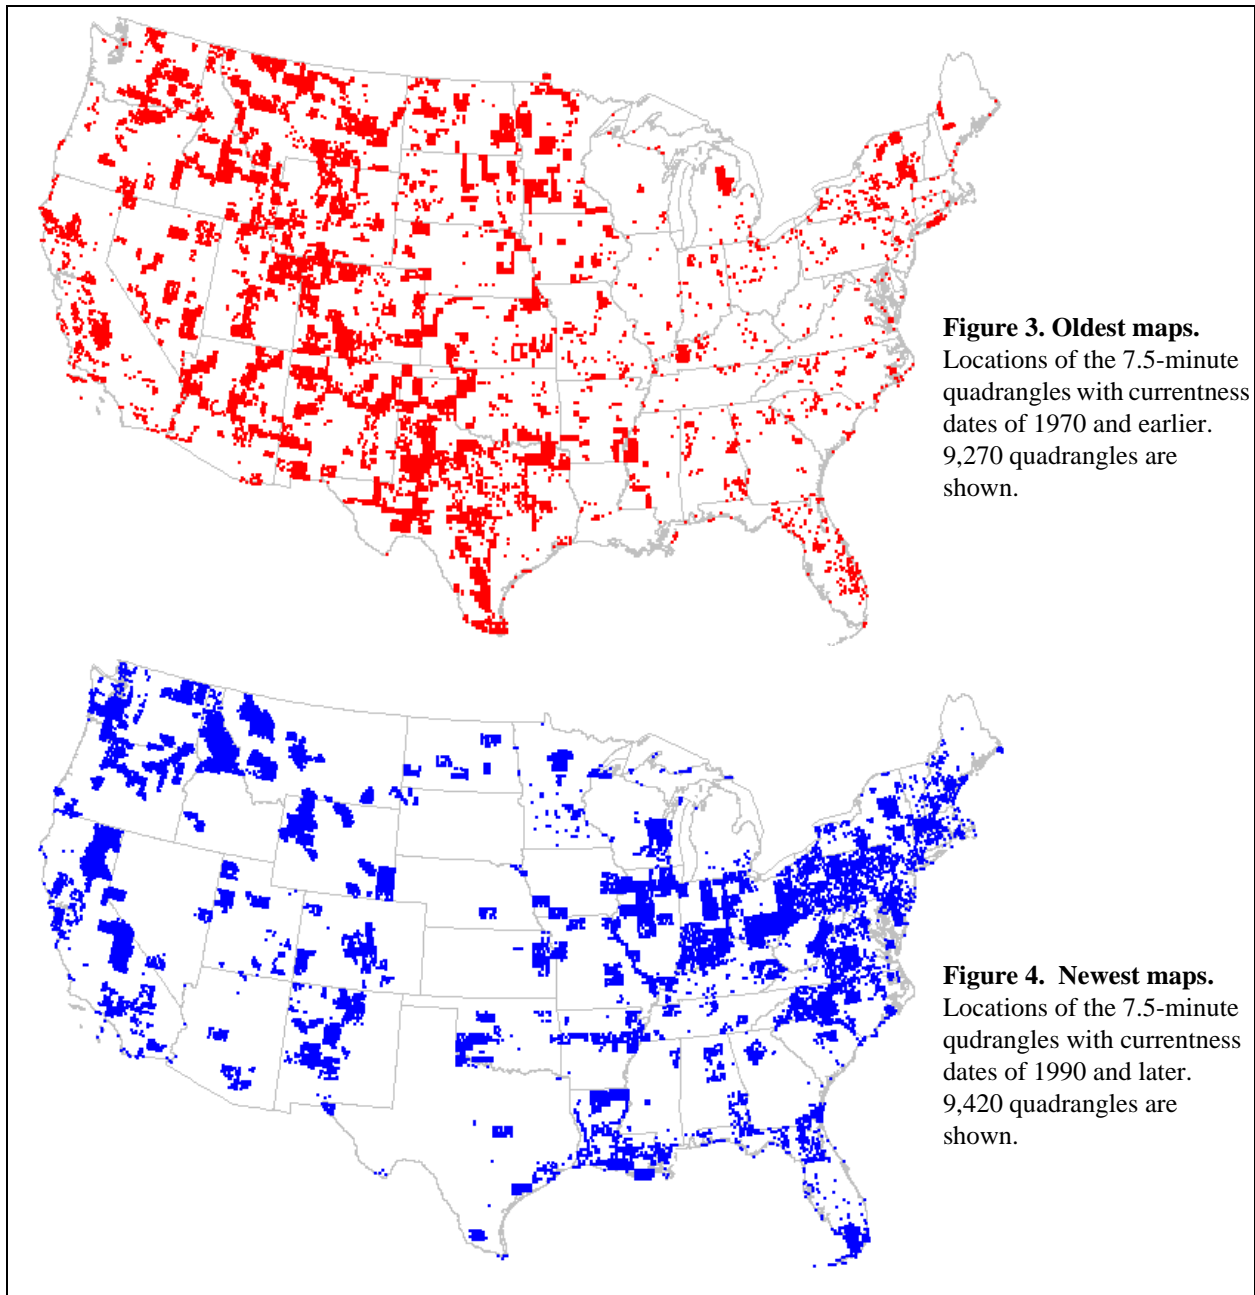 Figure 3. Oldest maps.
Locations of the 7.5-minute
quadrangles with currentness
dates of 1970 and earlier.
9,270 quadrangles are
shown.
Figure 4.  Newest maps.
Locations of the 7.5-minute
qudrangles with currentness
dates of 1990 and later.
9,420 quadrangles are
shown.